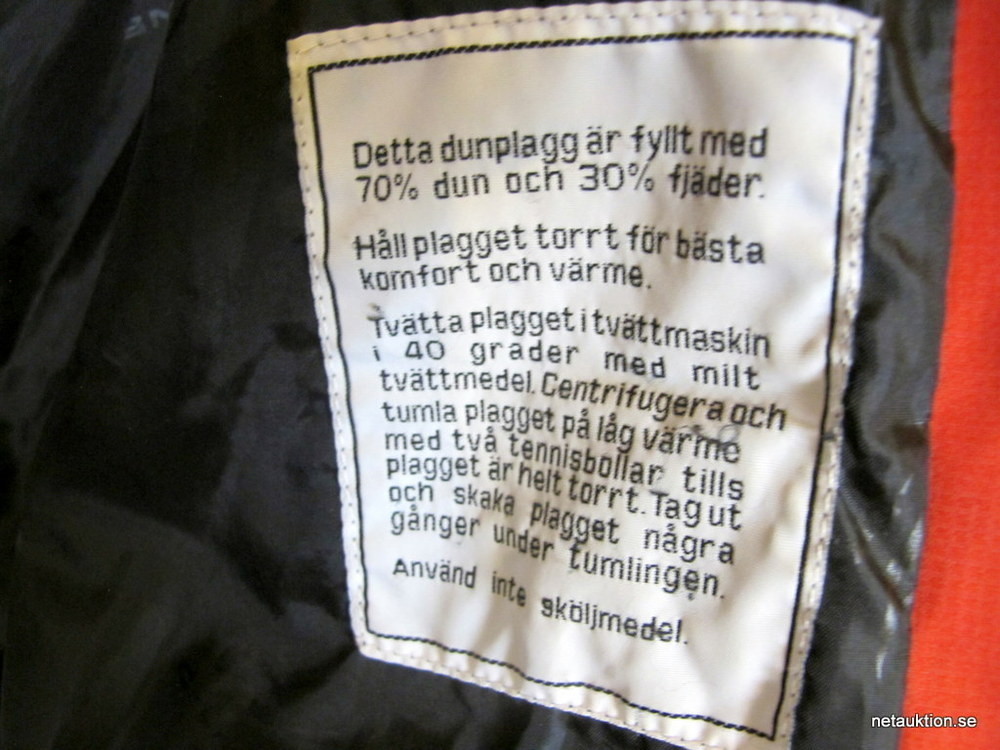 Detta dunplagg är fyllt med
70% dun och 30% fjäder.
Håll plagget torrt för bästa
komfort och värme.
Tvätta plagget i tvättmaskin
i 40 grader med milt
tvättmedel. Centrifugera och
tumla plagget på låg värme
med två tennisbollar tills
plagget är helt torrt. Tag ut
och skaka plagget några
gånger under tumlingen.
Använd inte sköljmedel.
netauktion.se